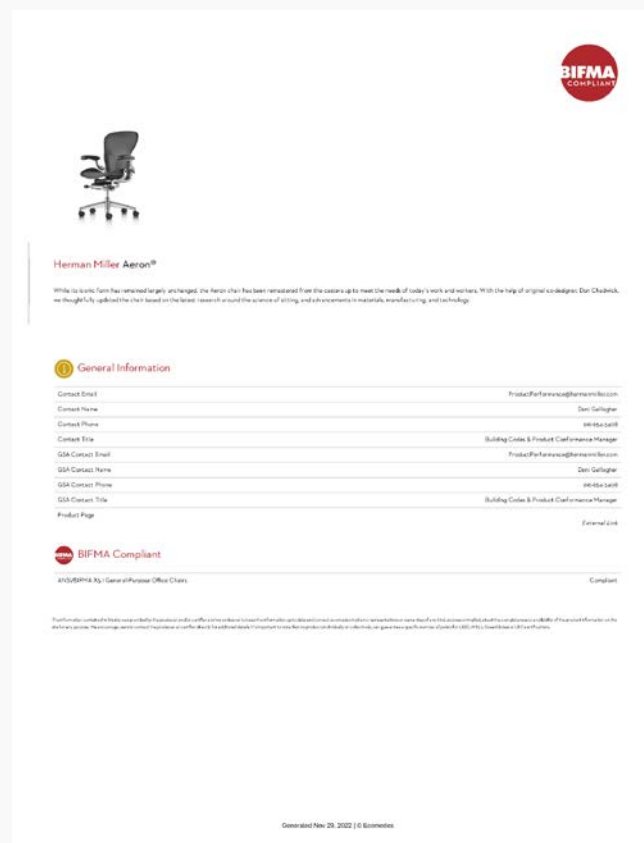 BIFMA
COMPLIANT
Herman Miller Aeron®
While its iconic form has remained largely unchanged, the Aeron chair has been remastered from the casters up to meet the needs of today's work and workers. With the help of original co-designer Don Chadwick,
we thoughtfully updated the chair based on the latest research around the science of sitting, and advancements in materials, manufacturing, and technology.
General Information
Contact Email ProductPerformance@hermanmiller.com
Contact Name Deni Gallagher
Contact Phone
Contact Title Building Codes & Product Conformance Manager
GSA Contact Email ProductPerformance@hermanmiller.com
GSA Contact Name Deni Gallagher
GSA Contact Phone
GSA Contact Title Building Codes & Product Conformance Manager
Product Page
External Link
BIFMA
BIFMA Compliant
ANSI/BIFMA X5.1 General-Purpose Office Chairs Compliant
Generated Nov 29, 2022 | © Ecomedes